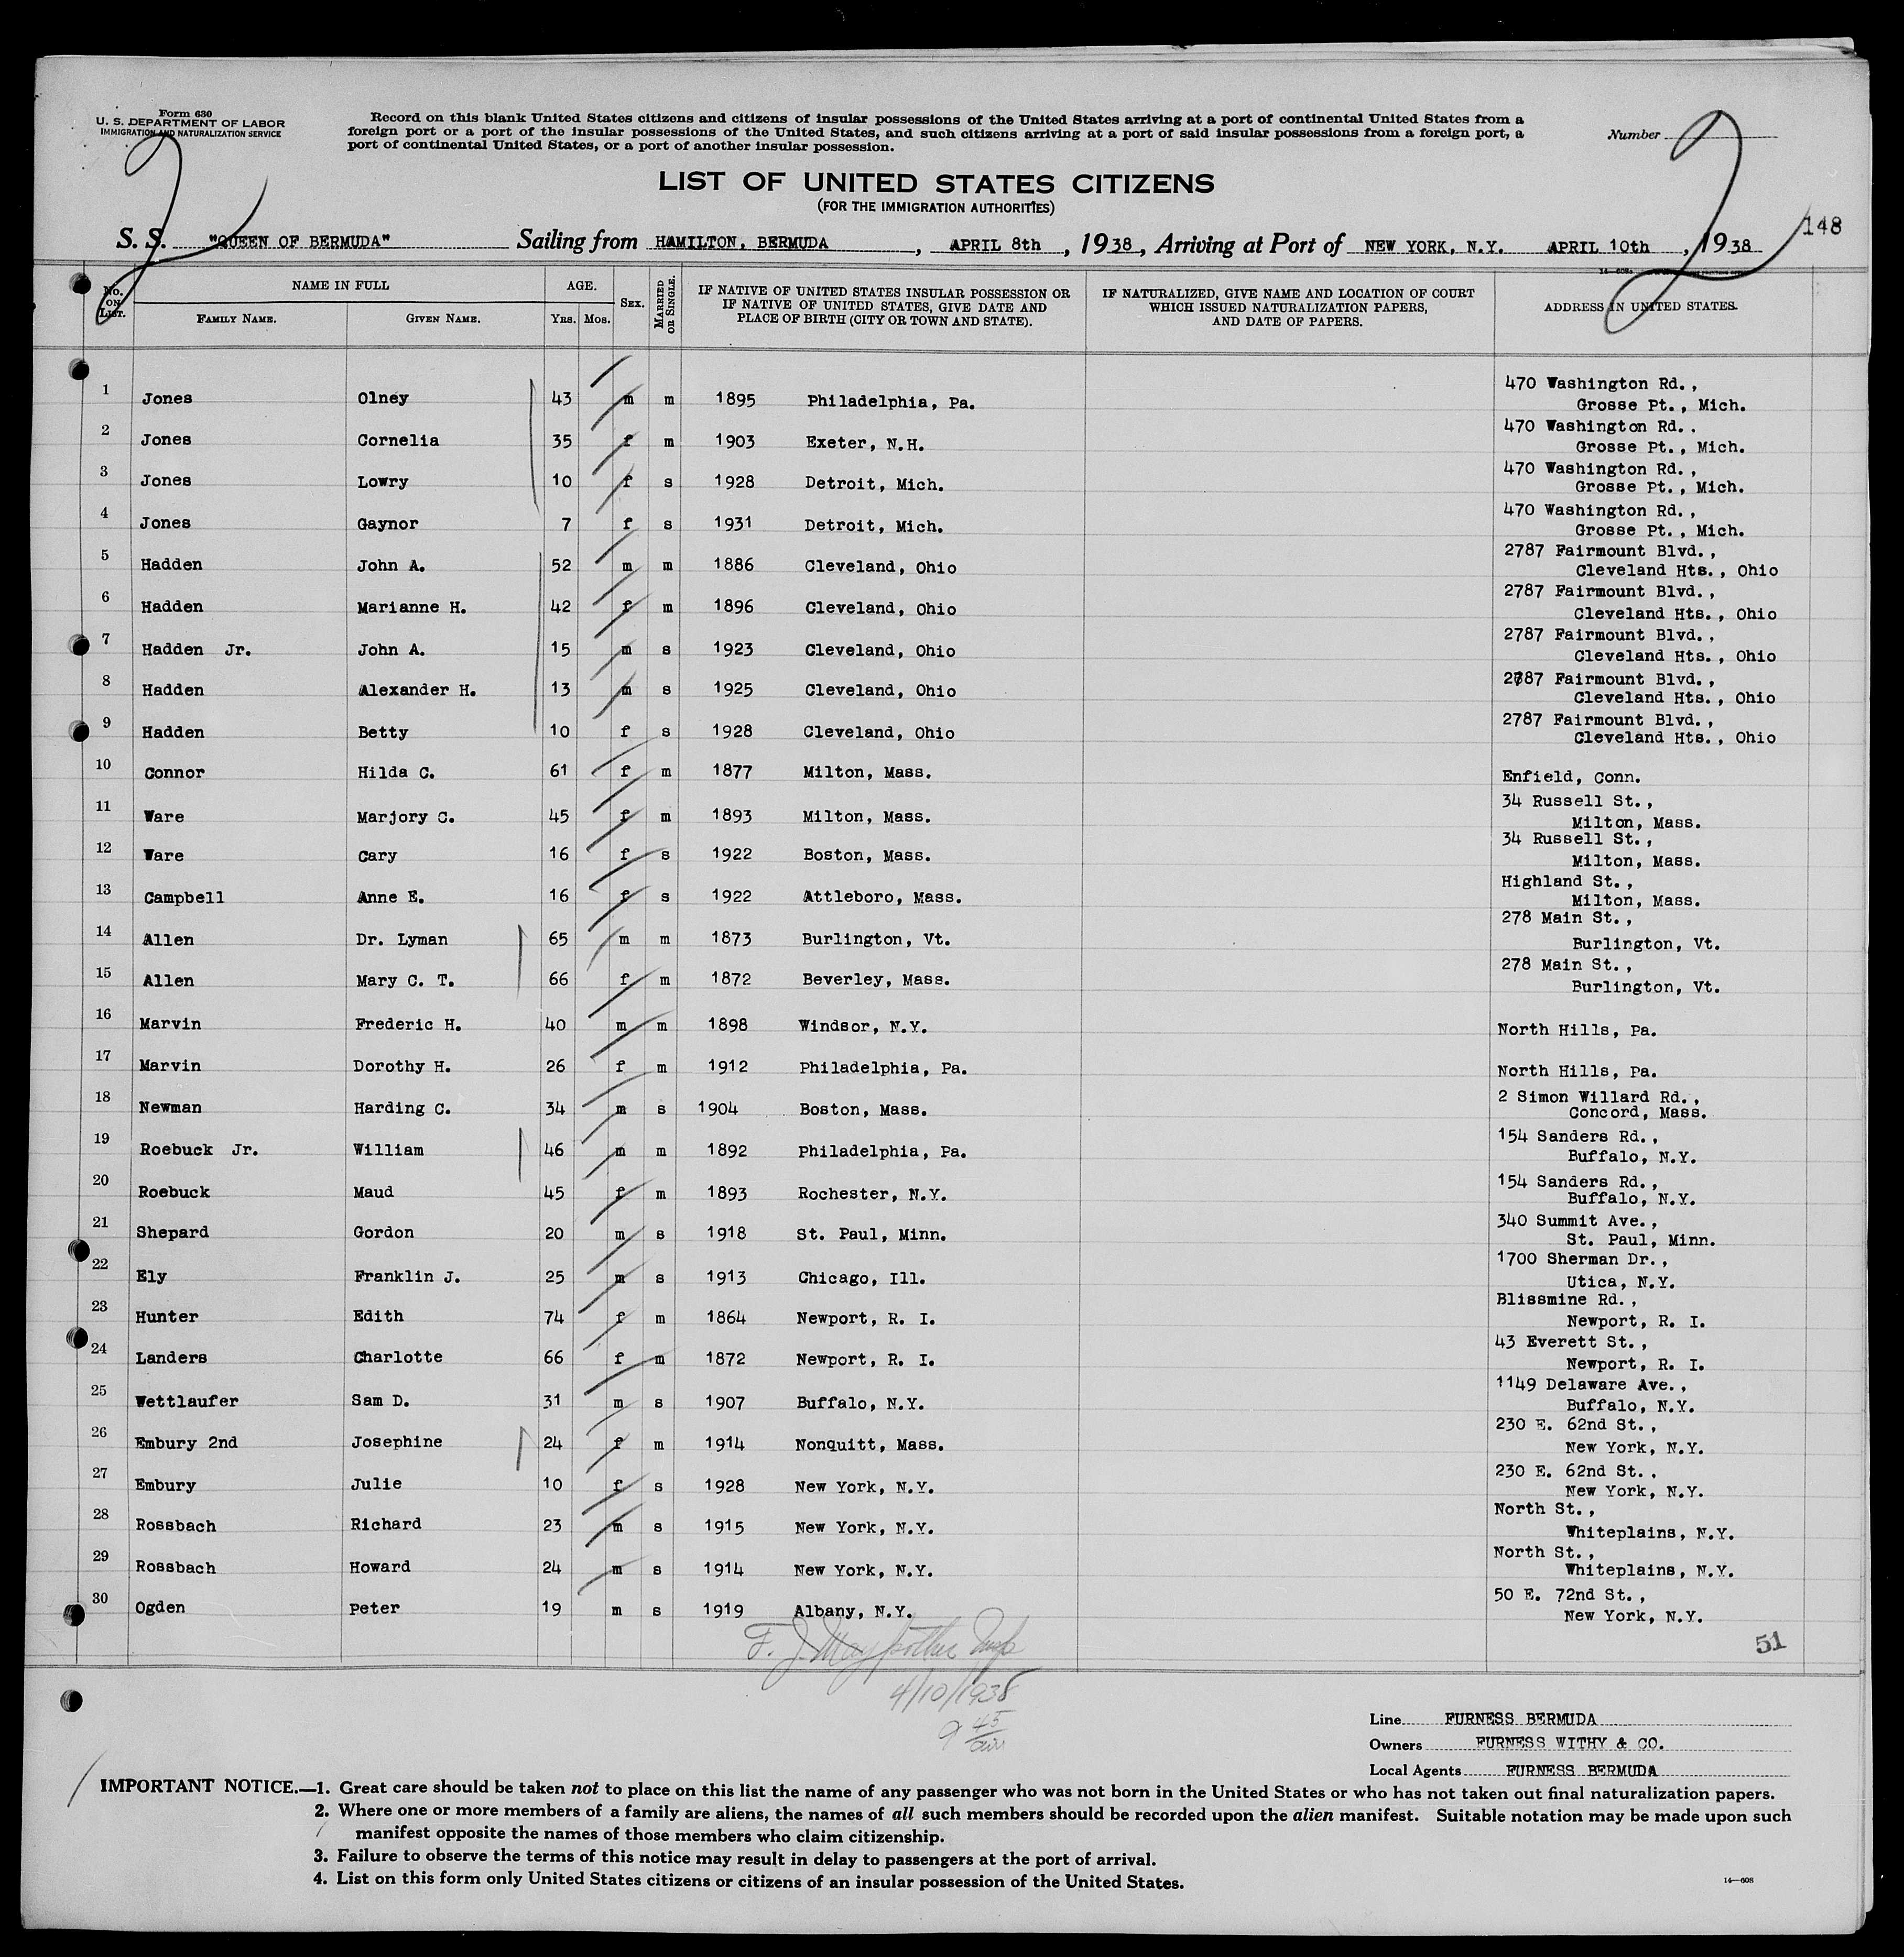 Form 630
U. S. DEPARTMENT OF LABOR
IMMIGRATION AND NATURALIZATION SERVICE
Record on this blank United States citizens and citizens of insular possessions of the United States arriving at a port of continental United States from a
foreign port or a port of the insular possessions of the United States, and such citizens arriving at a port of said insular possessions from a foreign port, a
port of continental United States, or a port of another insular possession.
Number
2
2
LIST OF UNITED STATES CITIZENS
(FOR THE IMMIGRATION AUTHORITIES)
148
S. S. "QUEEN OF BERMUDA" Sailing from HAMILTON, BERMUDA, APRIL 8th, 1938, Arriving at Port of NEW YORK, N.Y. APRIL 10th, 1938
No. ON LIST. NAME IN FULL AGE. SEX. MARRIED OR SINGLE. IF NATIVE OF UNITED STATES INSULAR POSSESSION OR IF NATIVE OF UNITED STATES, GIVE DATE AND PLACE OF BIRTH (CITY OR TOWN AND STATE). IF NATURALIZED, GIVE NAME AND LOCATION OF COURT WHICH ISSUED NATURALIZATION PAPERS, AND DATE OF PAPERS. ADDRESS IN UNITED STATES.
FAMILY NAME. GIVEN NAME. YRS. MOS.
1 Jones Olney 43 m m 1895 Philadelphia, Pa. 470 Washington Rd., Grosse Pt., Mich.
2 Jones Cornelia 35 f m 1903 Exeter, N.H. 470 Washington Rd.. Grosse Pt., Mich.
3 Jones Lowry 10 f s 1928 Detroit, Mich. 470 Washington Rd., Grosse Pt., Mich.
4 Jones Gaynor 7 f s 1931 Detroit, Mich. 470 Washington Rd., Grosse Pt., Mich.
5 Hadden John A. 52 m m 1886 Cleveland, Ohio 2787 Fairmount Blvd., Cleveland Hts., Ohio
6 Hadden Marianne H. 42 f m 1896 Cleveland, Ohio 2787 Fairmount Blvd., Cleveland Hts., Ohio
7 Hadden Jr. John A. 15 m s 1923 Cleveland, Ohio 2787 Fairmount Blvd., Cleveland Hts., Ohio
8 Hadden Alexander H. 13 m s 1925 Cleveland, Ohio 2787 Fairmount Blvd., Cleveland Hts., Ohio
9 Hadden Betty 10 f s 1928 Cleveland, Ohio 2787 Fairmount Blvd., Cleveland Hts., Ohio
10 Connor Hilda C. 61 f m 1877 Milton, Mass. Enfield, Conn.
11 Ware Marjory C. 45 f m 1893 Milton, Mass. 34 Russell St., Milton, Mass.
12 Ware Cary 16 f s 1922 Boston, Mass. 34 Russell St., Milton, Mass.
13 Campbell Anne E. 16 f s 1922 Attleboro, Mass. Highland St., Milton, Mass.
14 Allen Dr. Lyman 65 m m 1873 Burlington, Vt. 278 Main St., Burlington, Vt.
15 Allen Mary C. T. 66 f m 1872 Beverley, Mass. 278 Main St., Burlington, Vt.
16 Marvin Frederic H. 40 m m 1898 Windsor, N.Y. North Hills, Pa.
17 Marvin Dorothy H. 26 f m 1912 Philadelphia, Pa. North Hills, Pa.
18 Newman Harding C. 34 m s 1904 Boston, Mass. 2 Simon Willard Rd., Concord, Mass.
19 Roebuck Jr. William 46 m m 1892 Philadelphia, Pa. 154 Sanders Rd., Buffalo, N.Y.
20 Roebuck Maud 45 f m 1893 Rochester, N.Y. 154 Sanders Rd., Buffalo, N.Y.
21 Shepard Gordon 20 m s 1918 St. Paul, Minn. 340 Summit Ave., St. Paul, Minn.
22 Ely Franklin J. 25 m s 1913 Chicago, Ill. 1700 Sherman Dr., Utica, N.Y.
23 Hunter Edith 74 f m 1864 Newport, R. I. Blissmine Rd., Newport, R. I.
24 Landers Charlotte 66 f m 1872 Newport, R. I. 43 Everett St., Newport, R. I.
25 Wettlaufer Sam D. 31 m s 1907 Buffalo, N.Y. 1149 Delaware Ave., Buffalo, N.Y.
26 Embury 2nd Josephine 24 f m 1914 Nonquitt, Mass. 230 E. 62nd St., New York, N.Y.
27 Embury Julie 10 f s 1928 New York, N.Y. 230 E. 62nd St.. New York, N.Y.
28 Rossbach Richard 23 m s 1915 New York, N.Y. North St., Whiteplains, N.Y.
29 Rossbach Howard 24 m s 1914 New York, N.Y. North St., Whiteplains, N.Y.
30 Ogden Peter 19 m s 1919 Albany, N.Y. 50 E. 72nd St., New York, N.Y.
51
F. J.
4/10/1938
9 45
Line FURNESS BERMUDA
Owners FURNESS WITHY & CO.
Local Agents FURNESS BERMUDA
IMPORTANT NOTICE.—1. Great care should be taken not to place on this list the name of any passenger who was not born in the United States or who has not taken out final naturalization papers.
2. Where one or more members of a family are aliens, the names of all such members should be recorded upon the alien manifest. Suitable notation may be made upon such
manifest opposite the names of those members who claim citizenship.
3. Failure to observe the terms of this notice may result in delay to passengers at the port of arrival.
4. List on this form only United States citizens or citizens of an insular possession of the United States.
14—608